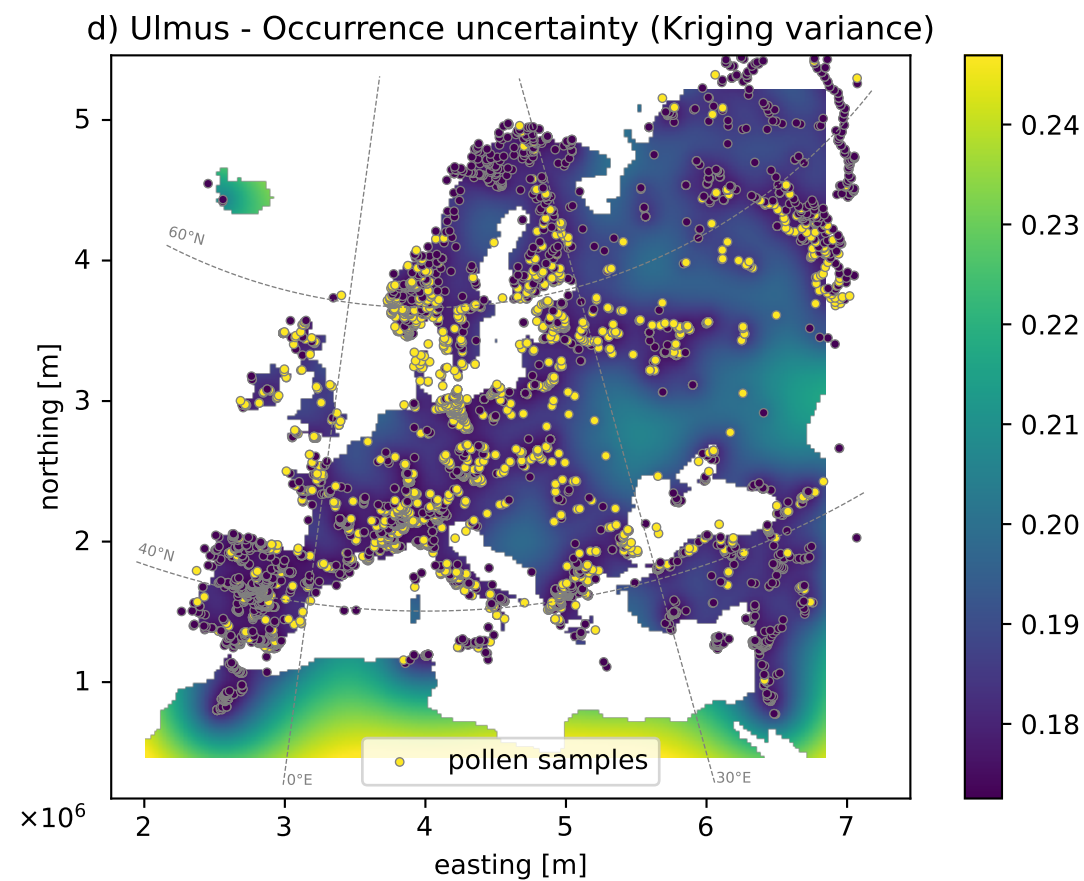 d) Ulmus - Occurrence uncertainty (Kriging variance)
5
4
3
2
1
northing [m]
×10⁶
2
3
4
5
6
7
easting [m]
60°N
40°N
0°E
30°E
pollen samples
0.24
0.23
0.22
0.21
0.20
0.19
0.18